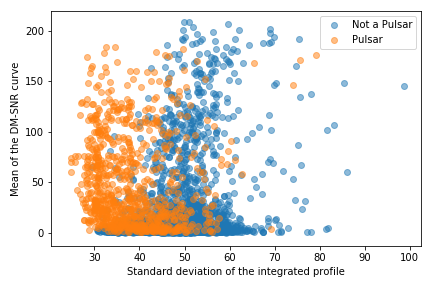 Not a Pulsar
Pulsar
200
150
100
50
0
Mean of the DM-SNR curve
30 40 50 60 70 80 90 100
Standard deviation of the integrated profile